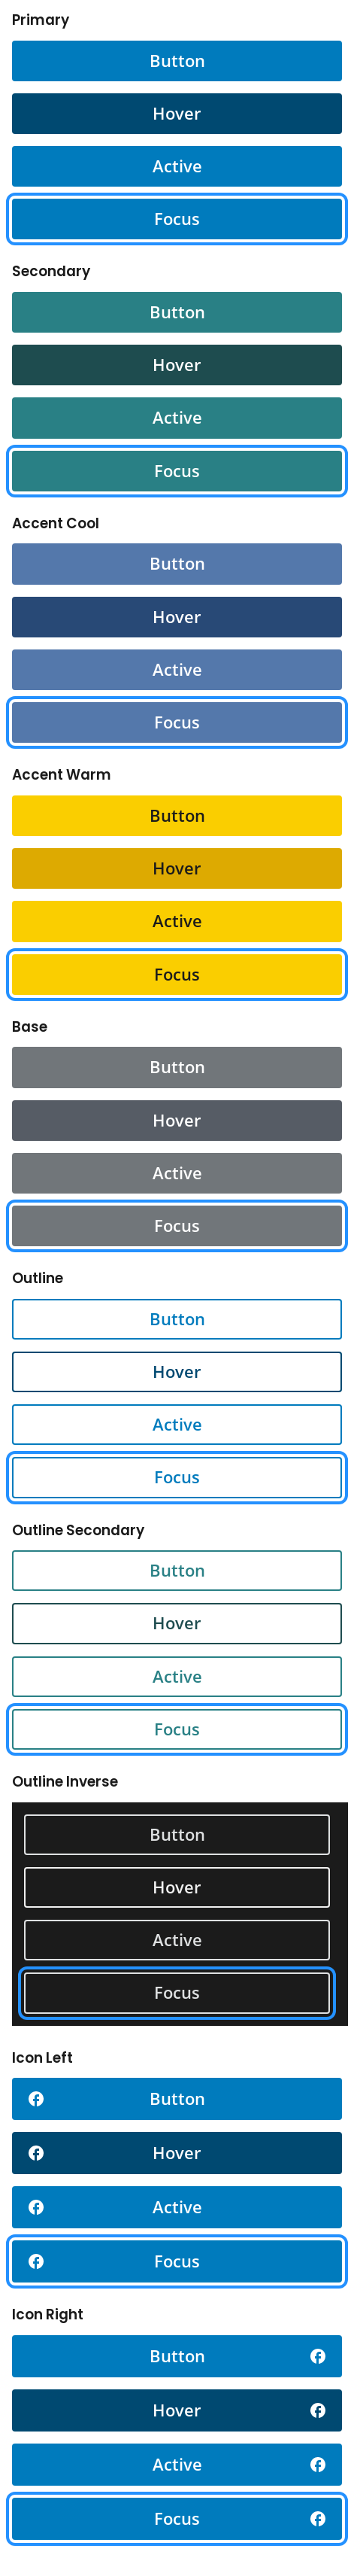 Primary
Button
Hover
Active
Focus
Secondary
Button
Hover
Active
Focus
Accent Cool
Button
Hover
Active
Focus
Accent Warm
Button
Hover
Active
Focus
Base
Button
Hover
Active
Focus
Outline
Button
Hover
Active
Focus
Outline Secondary
Button
Hover
Active
Focus
Outline Inverse
Button
Hover
Active
Focus
Icon Left
Button
Hover
Active
Focus
Icon Right
Button
Hover
Active
Focus